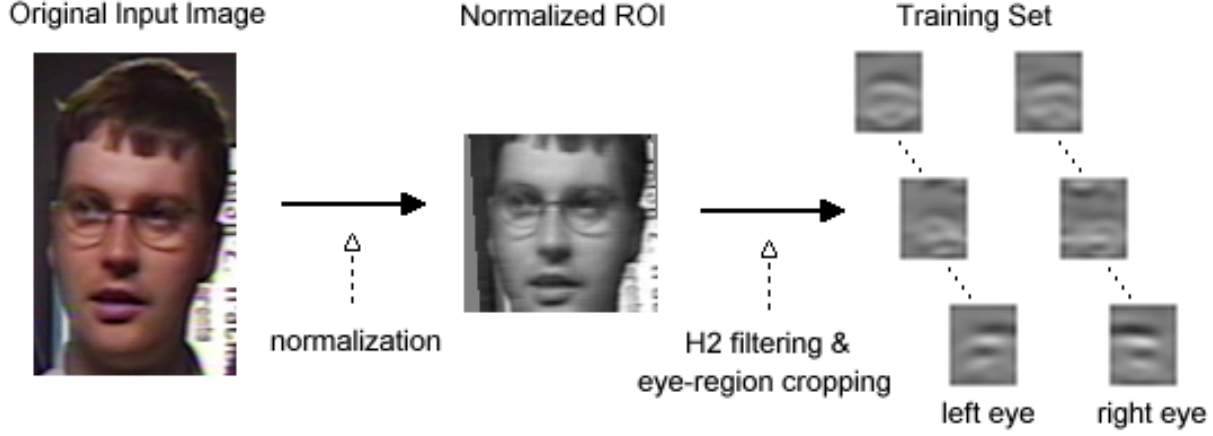 Original Input Image
Normalized ROI
Training Set
normalization
H2 filtering &
eye-region cropping
left eye
right eye